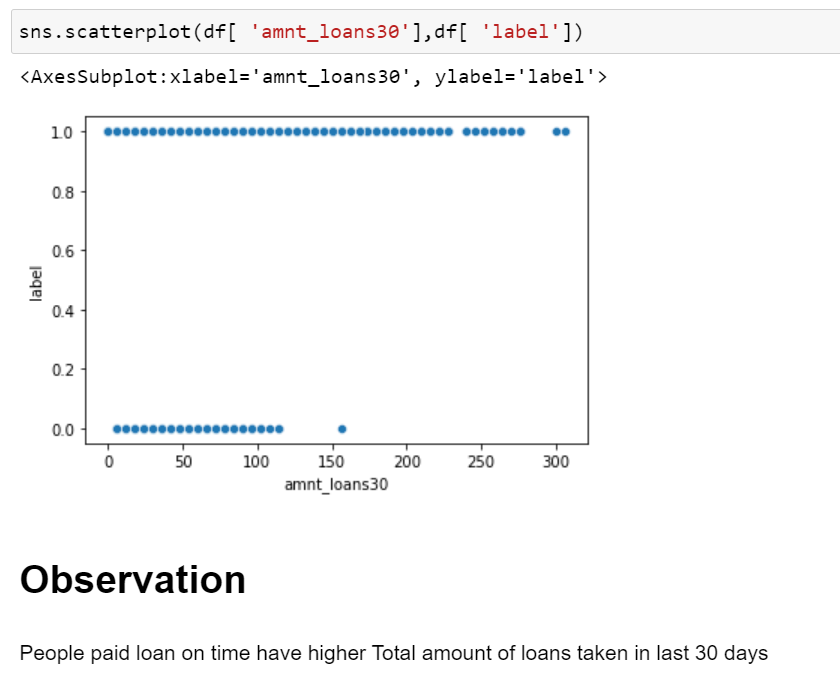 sns.scatterplot(df[ 'amnt_loans30'],df[ 'label'])
<AxesSubplot:xlabel='amnt_loans30', ylabel='label'>
1.0
0.8
0.6
label
0.4
0.2
0.0
0 50 100 150 200 250 300
amnt_loans30
Observation
People paid loan on time have higher Total amount of loans taken in last 30 days